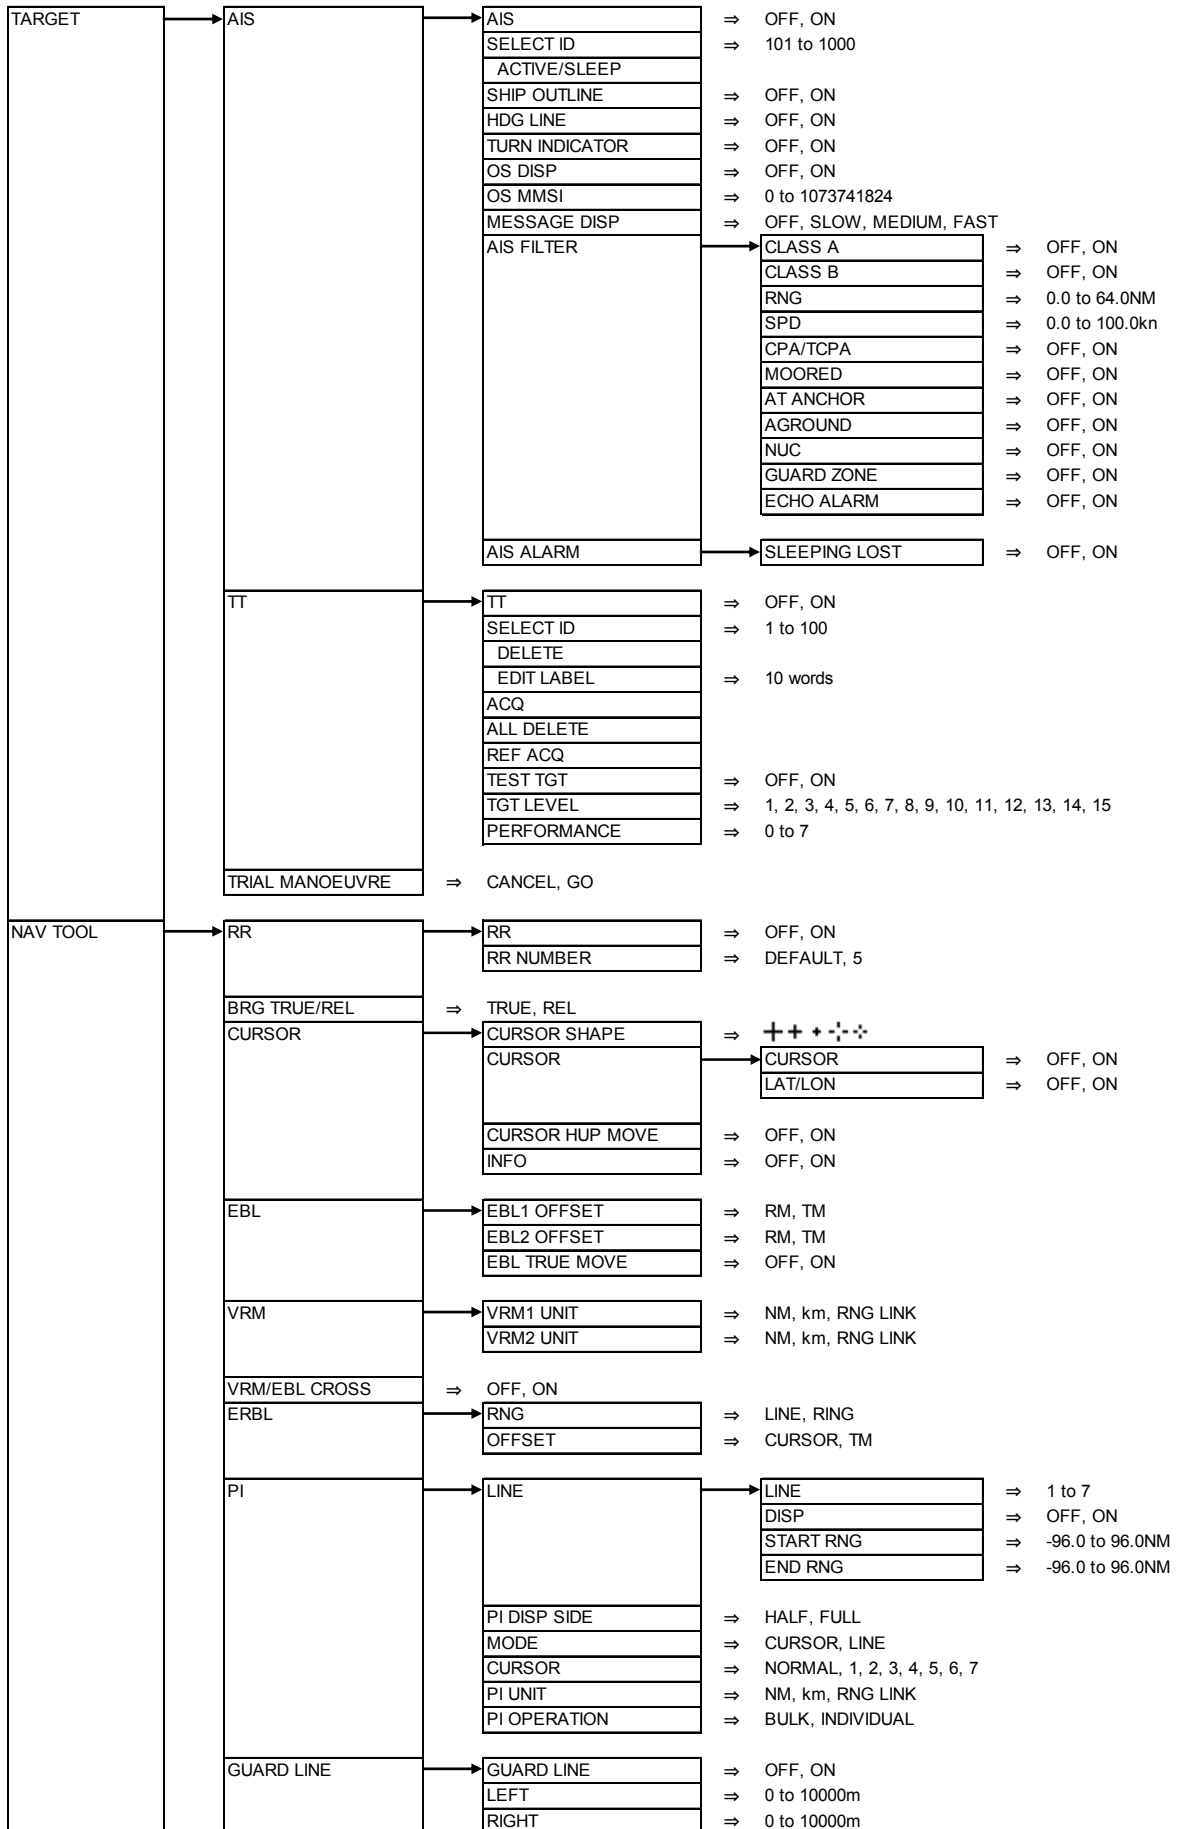 TARGET AIS AIS ⇒ OFF, ON
SELECT ID ⇒ 101 to 1000
ACTIVE/SLEEP
SHIP OUTLINE ⇒ OFF, ON
HDG LINE ⇒ OFF, ON
TURN INDICATOR ⇒ OFF, ON
OS DISP ⇒ OFF, ON
OS MMSI ⇒ 0 to 1073741824
MESSAGE DISP ⇒ OFF, SLOW, MEDIUM, FAST
AIS FILTER CLASS A ⇒ OFF, ON
CLASS B ⇒ OFF, ON
RNG ⇒ 0.0 to 64.0NM
SPD ⇒ 0.0 to 100.0kn
CPA/TCPA ⇒ OFF, ON
MOORED ⇒ OFF, ON
AT ANCHOR ⇒ OFF, ON
AGROUND ⇒ OFF, ON
NUC ⇒ OFF, ON
GUARD ZONE ⇒ OFF, ON
ECHO ALARM ⇒ OFF, ON
AIS ALARM SLEEPING LOST ⇒ OFF, ON
TT TT ⇒ OFF, ON
SELECT ID ⇒ 1 to 100
DELETE
EDIT LABEL ⇒ 10 words
ACQ
ALL DELETE
REF ACQ
TEST TGT ⇒ OFF, ON
TGT LEVEL ⇒ 1, 2, 3, 4, 5, 6, 7, 8, 9, 10, 11, 12, 13, 14, 15
PERFORMANCE ⇒ 0 to 7
TRIAL MANOEUVRE ⇒ CANCEL, GO
NAV TOOL RR RR ⇒ OFF, ON
RR NUMBER ⇒ DEFAULT, 5
BRG TRUE/REL ⇒ TRUE, REL
CURSOR CURSOR SHAPE ⇒
CURSOR CURSOR ⇒ OFF, ON
LAT/LON ⇒ OFF, ON
CURSOR HUP MOVE ⇒ OFF, ON
INFO ⇒ OFF, ON
EBL EBL1 OFFSET ⇒ RM, TM
EBL2 OFFSET ⇒ RM, TM
EBL TRUE MOVE ⇒ OFF, ON
VRM VRM1 UNIT ⇒ NM, km, RNG LINK
VRM2 UNIT ⇒ NM, km, RNG LINK
VRM/EBL CROSS ⇒ OFF, ON
ERBL RNG ⇒ LINE, RING
OFFSET ⇒ CURSOR, TM
PI LINE LINE ⇒ 1 to 7
DISP ⇒ OFF, ON
START RNG ⇒ -96.0 to 96.0NM
END RNG ⇒ -96.0 to 96.0NM
PI DISP SIDE ⇒ HALF, FULL
MODE ⇒ CURSOR, LINE
CURSOR ⇒ NORMAL, 1, 2, 3, 4, 5, 6, 7
PI UNIT ⇒ NM, km, RNG LINK
PI OPERATION ⇒ BULK, INDIVIDUAL
GUARD LINE GUARD LINE ⇒ OFF, ON
LEFT ⇒ 0 to 10000m
RIGHT ⇒ 0 to 10000m